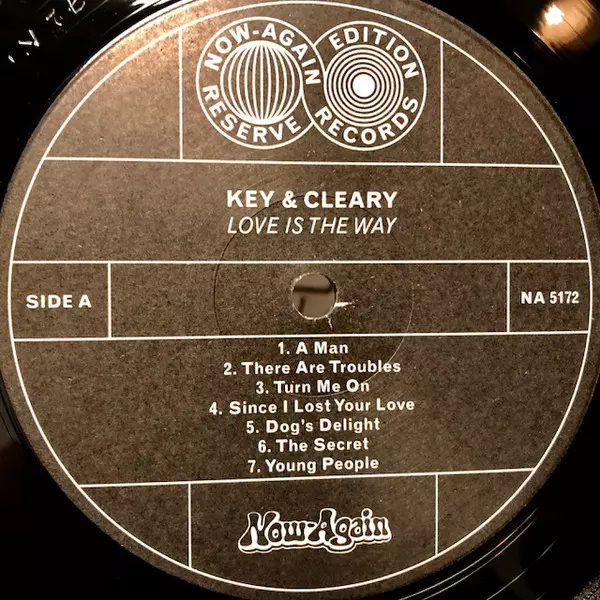 NOW-AGAIN
RESERVE
EDITION
RECORDS
KEY & CLEARY
LOVE IS THE WAY
SIDE A
NA 5172
1. A Man
2. There Are Troubles
3. Turn Me On
4. Since I Lost Your Love
5. Dog's Delight
6. The Secret
7. Young People
Now-Again